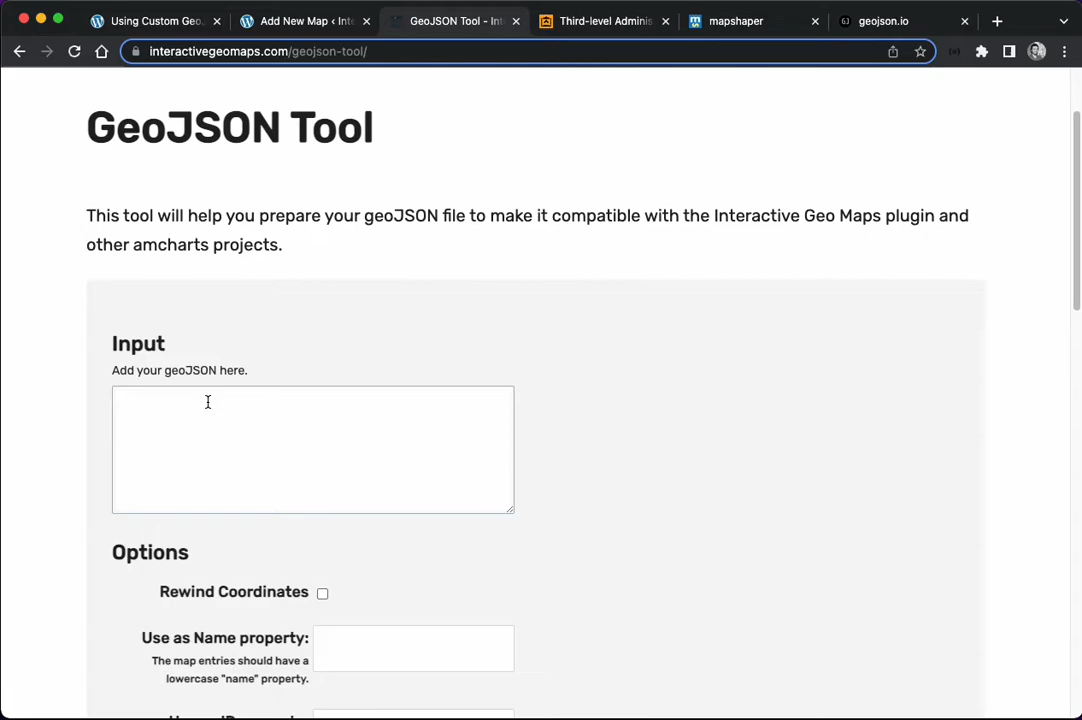 Using Custom Geo.
Add New Map ‹ Inte
GeoJSON Tool - Int
Third-level Adminis
mapshaper
geojson.io
interactivegeomaps.com/geojson-tool/
GeoJSON Tool
This tool will help you prepare your geoJSON file to make it compatible with the Interactive Geo Maps plugin and
other amcharts projects.
Input
Add your geoJSON here.
Options
Rewind Coordinates
Use as Name property:
The map entries should have a
lowercase "name" property.